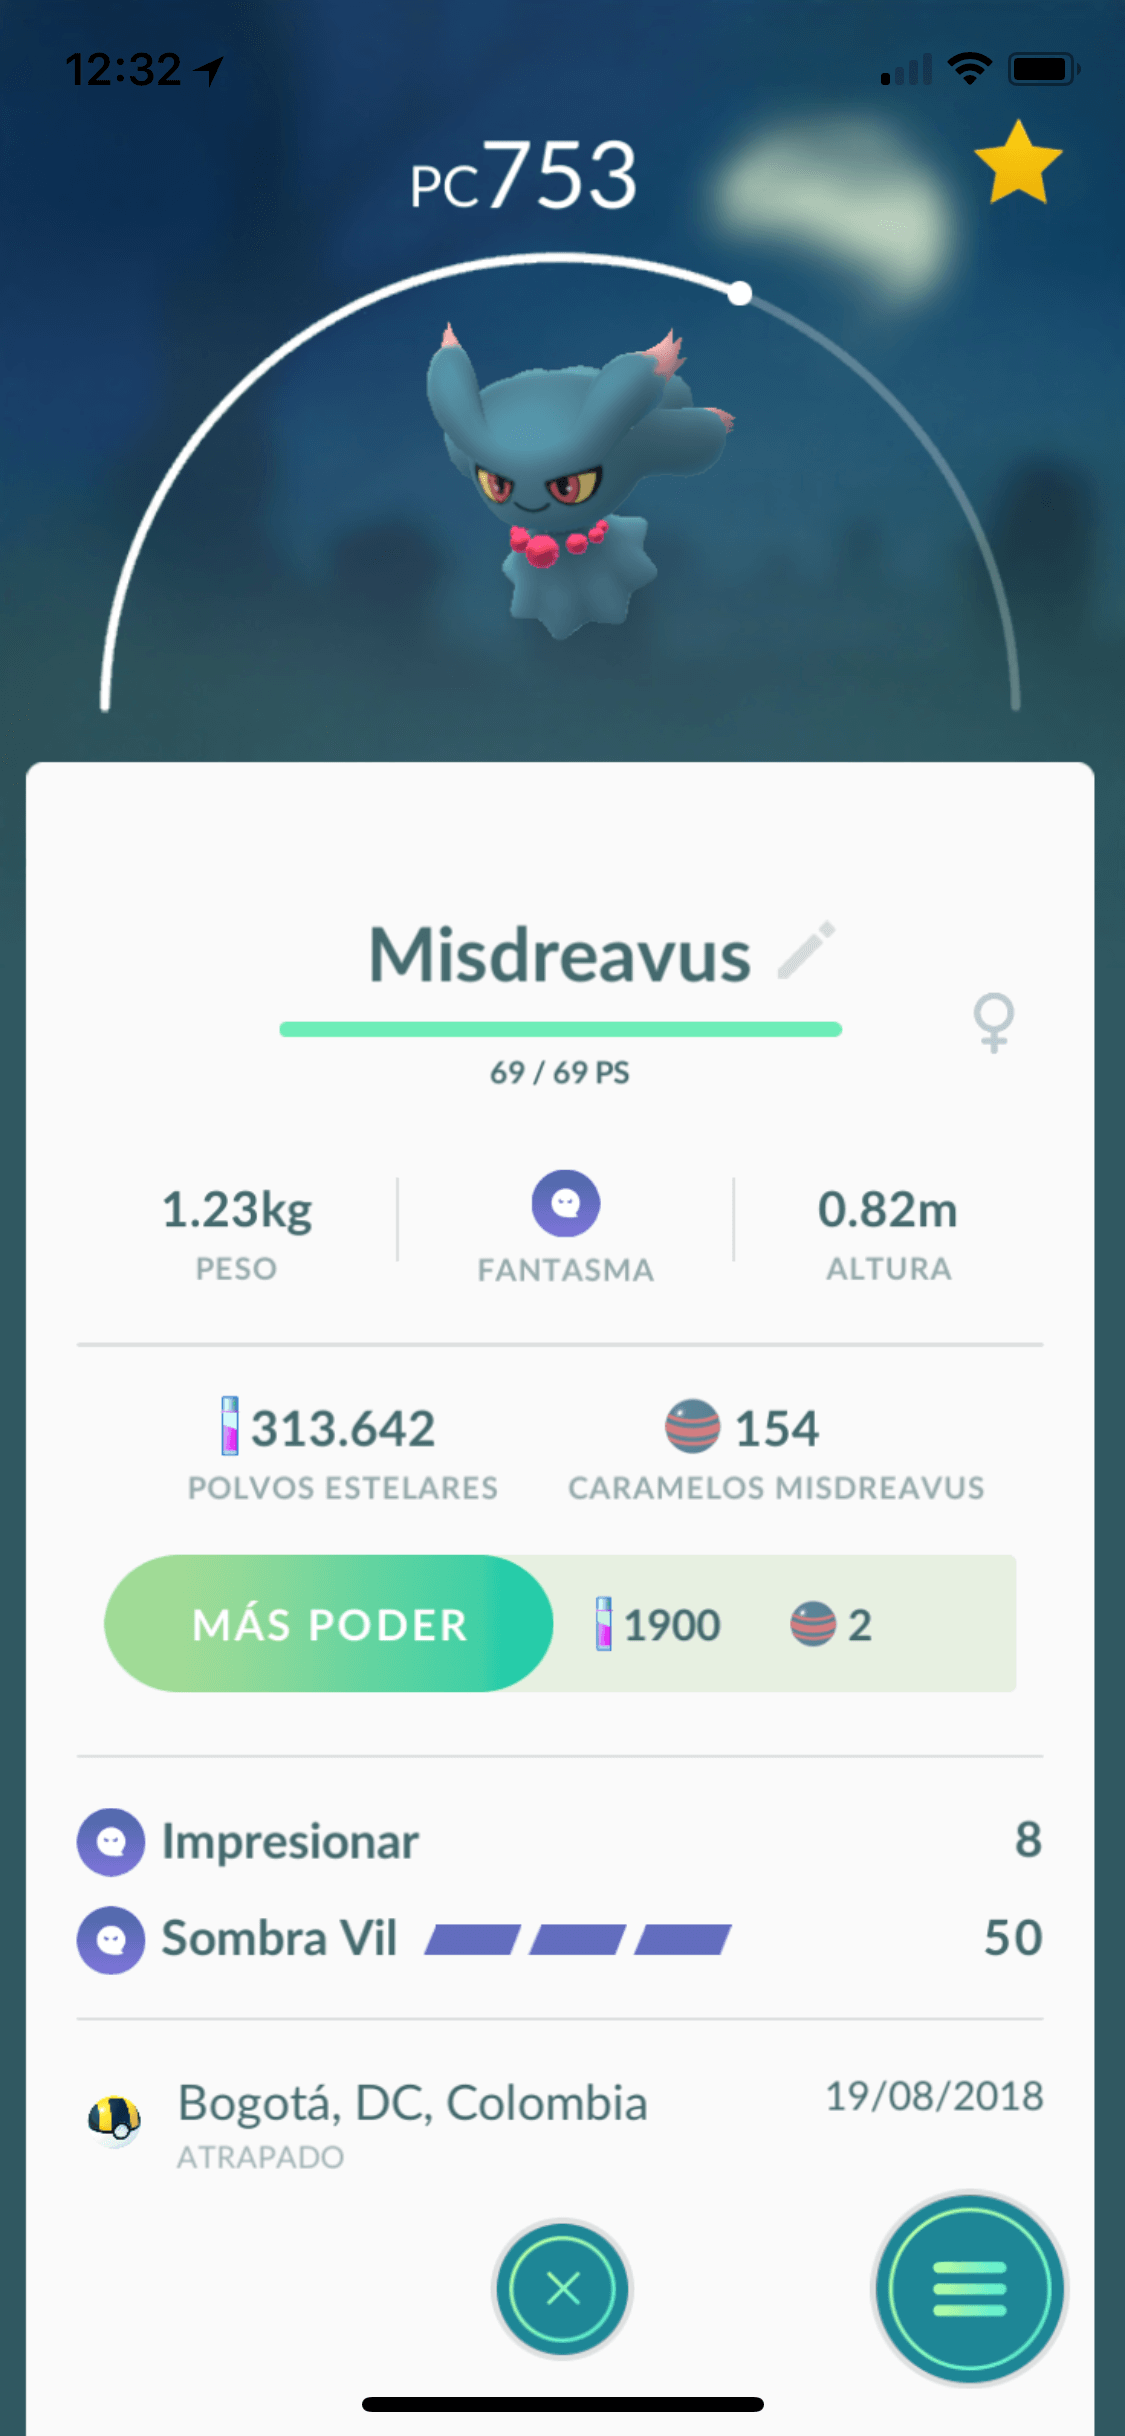 12:32
PC753
Misdreavus
69 / 69 PS
1.23kg
PESO
FANTASMA
0.82m
ALTURA
313.642
POLVOS ESTELARES
154
CARAMELOS MISDREAVUS
MÁS PODER 1900 2
Impresionar 8
Sombra Vil 50
Bogotá, DC, Colombia 19/08/2018
ATRAPADO